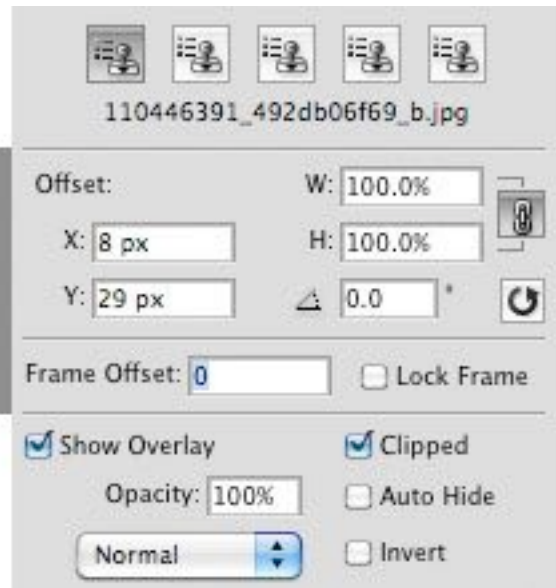 110446391_492db06f69_b.jpg
Offset: W: 100.0%
X: 8 px H: 100.0%
Y: 29 px 0.0 °
Frame Offset: 0 Lock Frame
Show Overlay Clipped
Opacity: 100% Auto Hide
Normal Invert